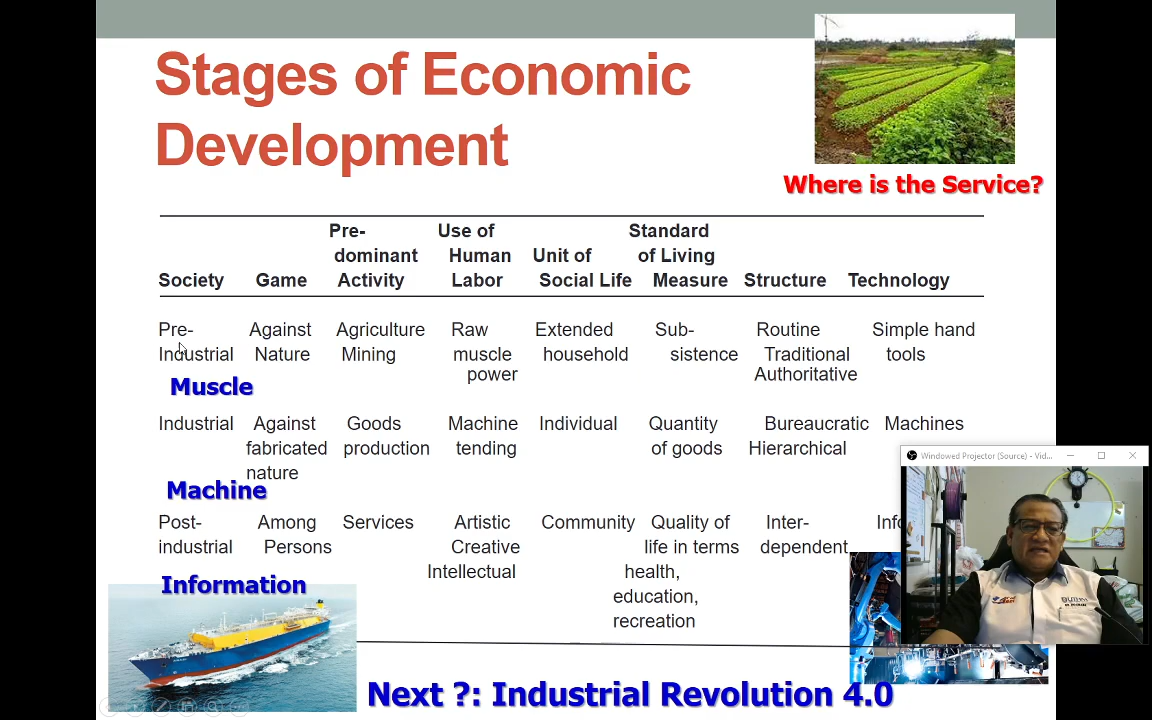 Stages of Economic
Development
Where is the Service?
Pre- Use of Standard
dominant Human Unit of of Living
Society Game Activity Labor Social Life Measure Structure Technology
Pre- Against Agriculture Raw Extended Sub- Routine Simple hand
Industrial Nature Mining muscle household sistence Traditional tools
power Authoritative
Muscle
Industrial Against Goods Machine Individual Quantity Bureaucratic Machines
fabricated production tending of goods Hierarchical
nature
Windowed Projector (Source) - Vid...
Machine
Post- Among Services Artistic Community Quality of Inter-
industrial Persons Creative life in terms dependent
Intellectual health,
Information
education,
recreation
Next ?: Industrial Revolution 4.0